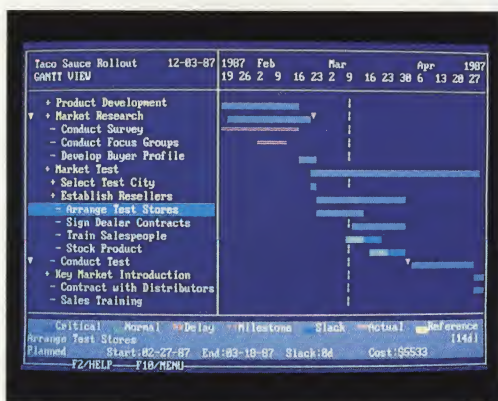 Taco Sauce Rollout 12-03-87 1987 Feb Mar Apr 1987
GANTT VIEW 19 26 2 9 16 23 2 9 16 23 30 6 13 20 27
+ Product Development
+ Market Research
- Conduct Survey
- Conduct Focus Groups
- Develop Buyer Profile
+ Market Test
+ Select Test City
+ Establish Resellers
- Arrange Test Stores
- Sign Dealer Contracts
- Train Salespeople
- Stock Product
- Conduct Test
+ Key Market Introduction
- Contract with Distributors
- Sales Training
Critical Normal Delay Milestone Slack Actual Reference
Arrange Test Stores [14d]
Planned Start:02-27-87 End:03-18-87 Slack:0d Cost:$5533
F2/HELP F10/MENU